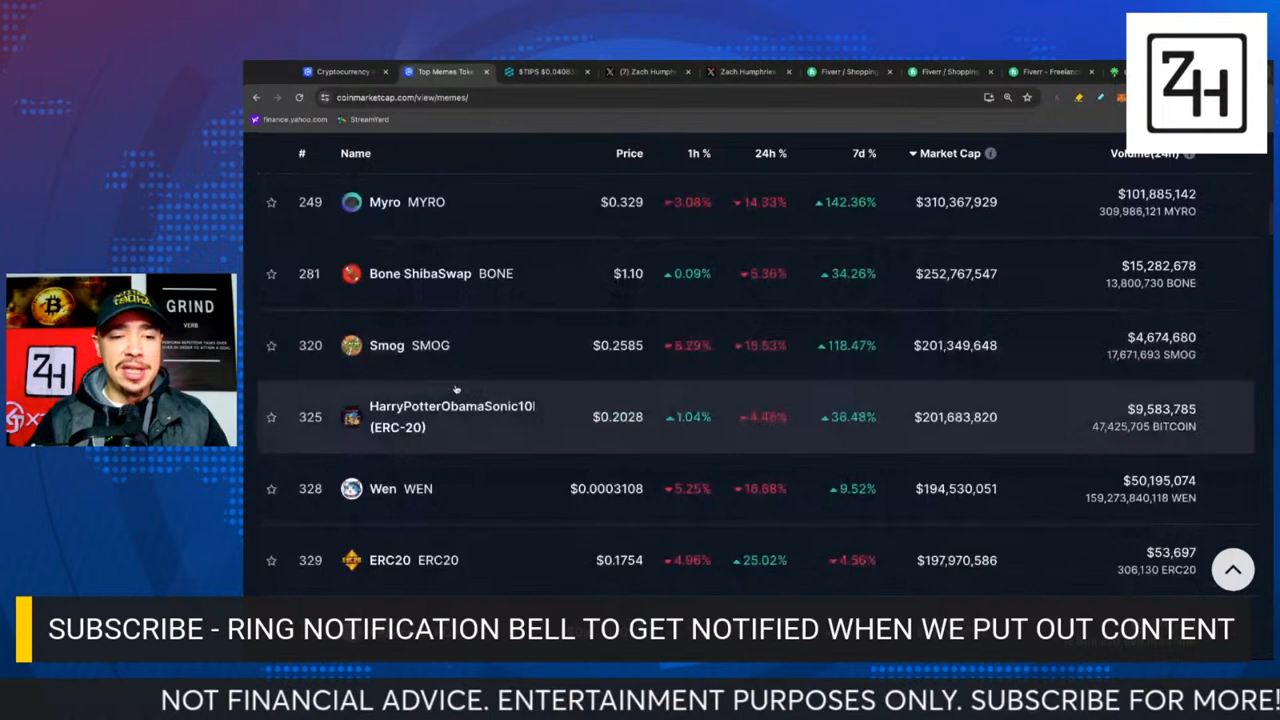 ZH
Cryptocurrency
Top Memes Toke
$TIPS $0.04083
(7) Zach Humph
Zach Humphries
Fiverr / Shopping
Fiverr / Shopping
Fiverr - Freelanc
coinmarketcap.com/view/memes/
finance.yahoo.com StreamYard
# Name Price 1h % 24h % 7d % Market Cap Volume(24h)
249 Myro MYRO $0.329 3.08% 14.33% 142.36% $310,367,929 $101,885,142
309,986,121 MYRO
281 Bone ShibaSwap BONE $1.10 0.09% 5.36% 34.26% $252,767,547 $15,282,678
13,800,730 BONE
320 Smog SMOG $0.2585 8.29% 15.53% 118.47% $201,349,648 $4,674,680
17,671,693 SMOG
325 HarryPotterObamaSonic10 (ERC-20) $0.2028 1.04% 4.46% 36.48% $201,683,820 $9,583,785
47,425,705 BITCOIN
328 Wen WEN $0.0003108 5.25% 16.68% 9.52% $194,530,051 $50,195,074
159,273,840,118 WEN
329 ERC20 ERC20 $0.1754 4.96% 25.02% 4.56% $197,970,586 $53,697
306,130 ERC20
GRIND
VERB
ZH
SUBSCRIBE - RING NOTIFICATION BELL TO GET NOTIFIED WHEN WE PUT OUT CONTENT
NOT FINANCIAL ADVICE. ENTERTAINMENT PURPOSES ONLY. SUBSCRIBE FOR MORE!